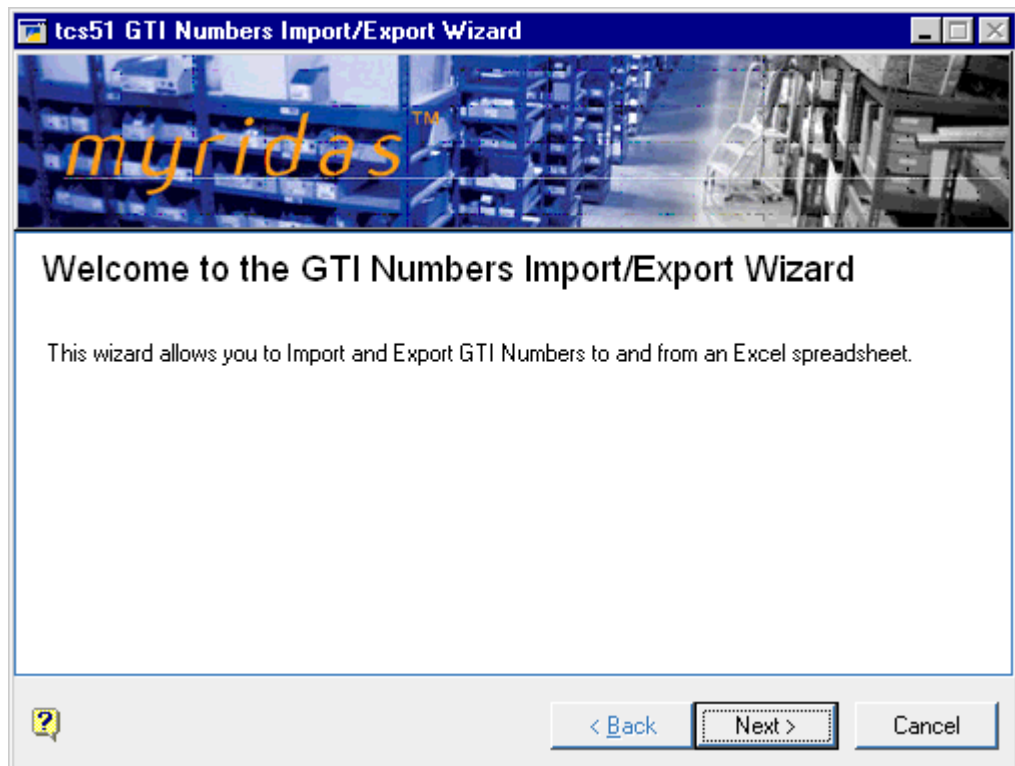 tcs51 GTI Numbers Import/Export Wizard
myridas™
Welcome to the GTI Numbers Import/Export Wizard
This wizard allows you to Import and Export GTI Numbers to and from an Excel spreadsheet.
?
< Back
Next >
Cancel